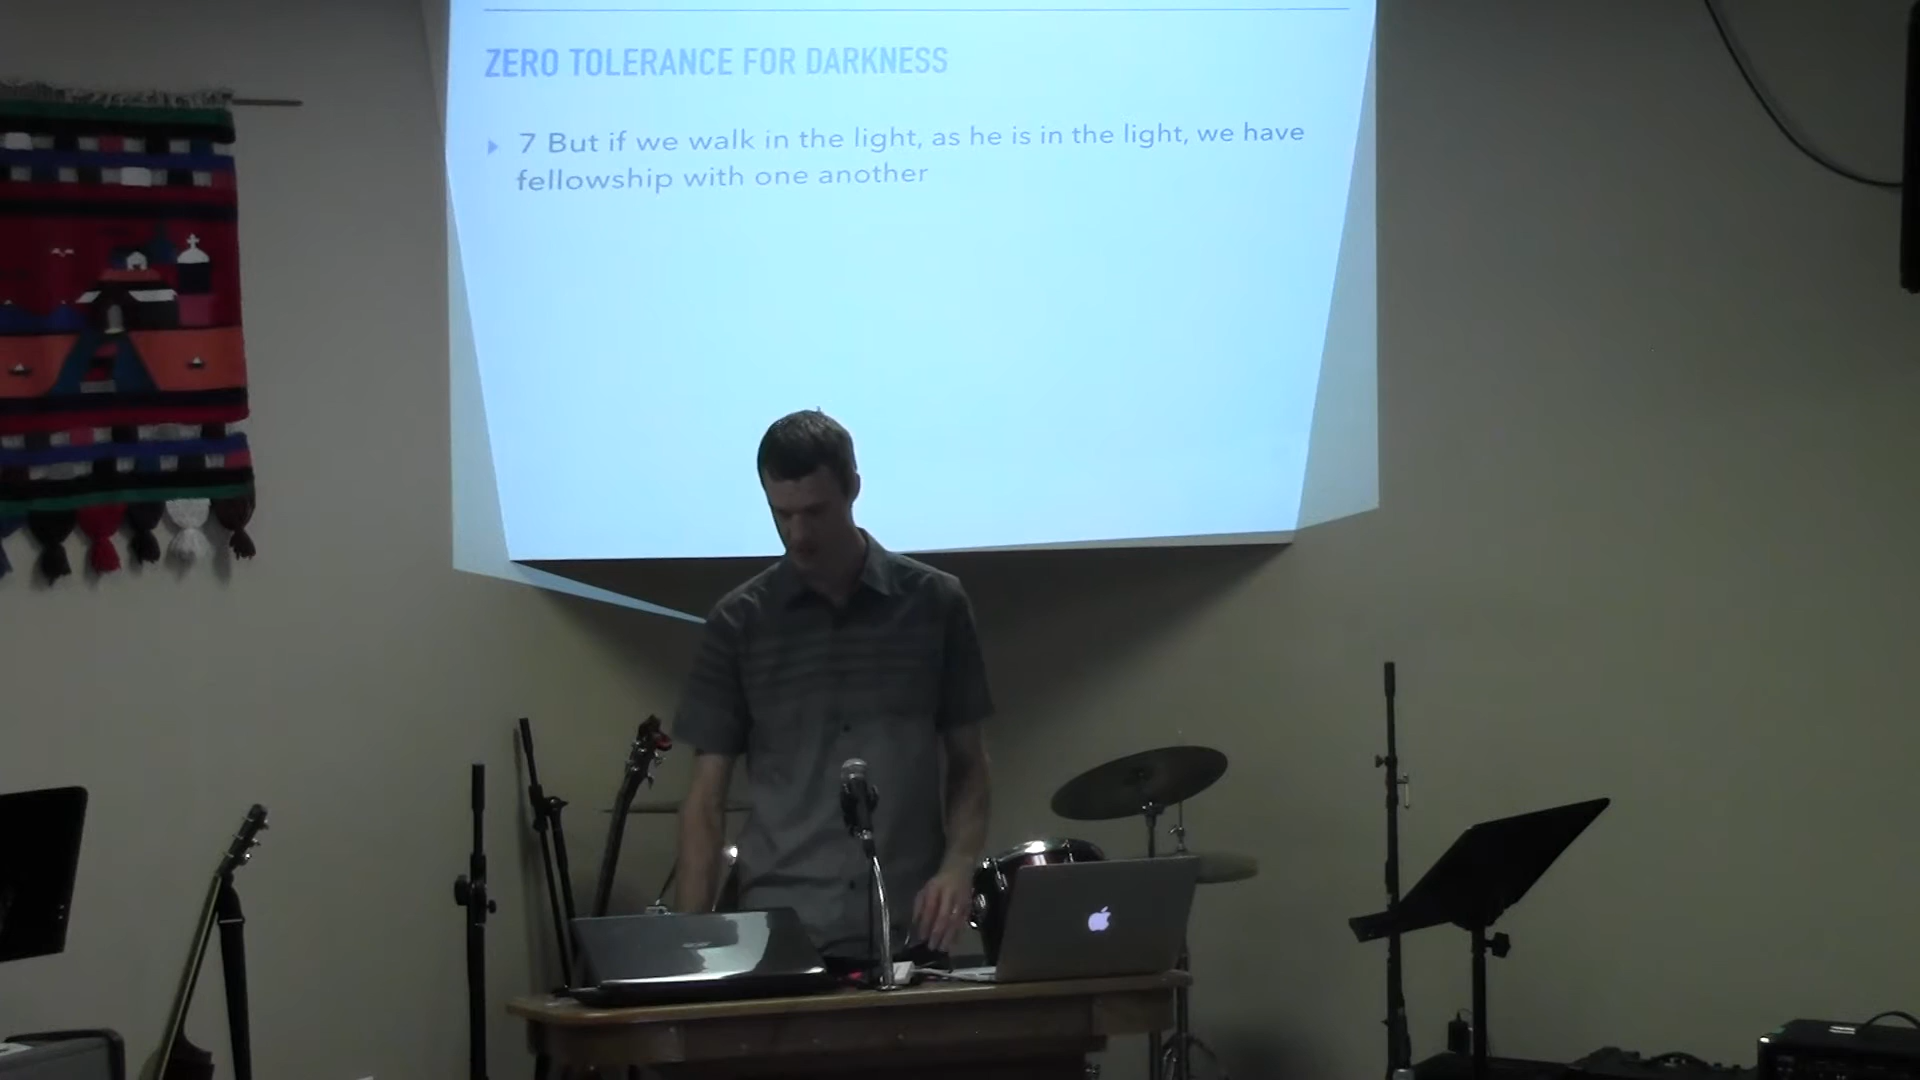 ZERO TOLERANCE FOR DARKNESS
7 But if we walk in the light, as he is in the light, we have
fellowship with one another